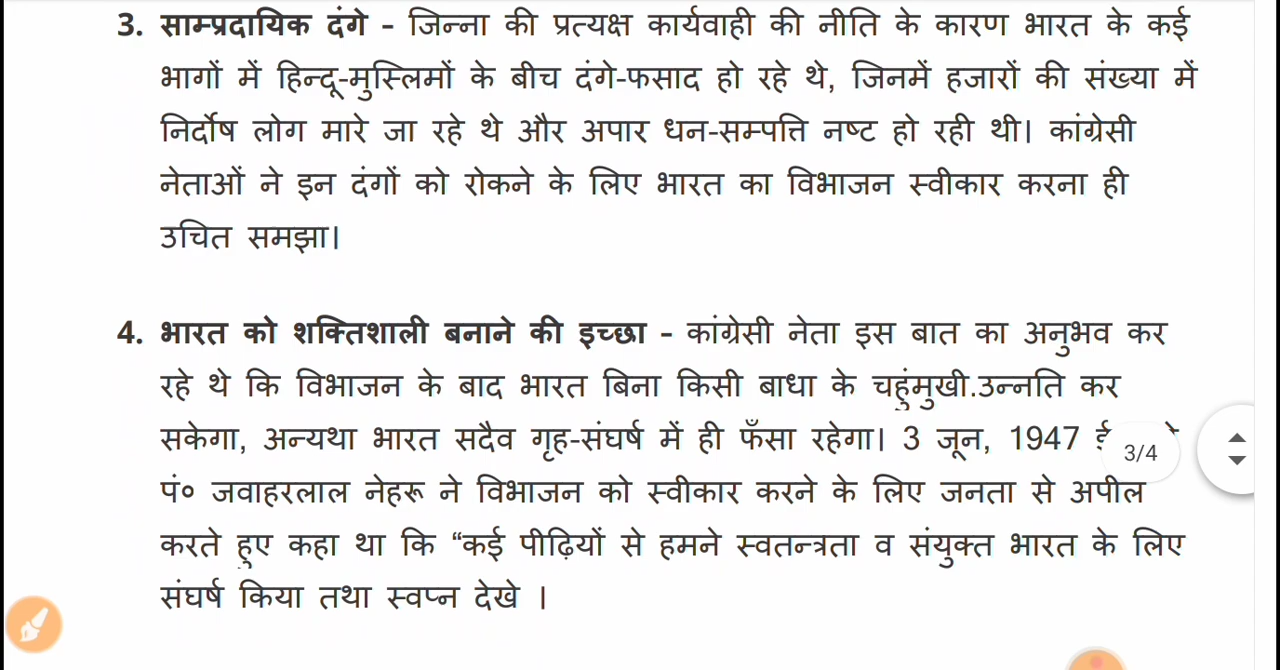 3. साम्प्रदायिक दंगे - जिन्ना की प्रत्यक्ष कार्यवाही की नीति के कारण भारत के कई
भागों में हिन्दू-मुस्लिमों के बीच दंगे-फसाद हो रहे थे, जिनमें हजारों की संख्या में
निर्दोष लोग मारे जा रहे थे और अपार धन-सम्पत्ति नष्ट हो रही थी। कांग्रेसी
नेताओं ने इन दंगों को रोकने के लिए भारत का विभाजन स्वीकार करना ही
उचित समझा।
4. भारत को शक्तिशाली बनाने की इच्छा - कांग्रेसी नेता इस बात का अनुभव कर
रहे थे कि विभाजन के बाद भारत बिना किसी बाधा के चहुंमुखी.उन्नति कर
सकेगा, अन्यथा भारत सदैव गृह-संघर्ष में ही फँसा रहेगा। 3 जून, 1947
3/4
पं० जवाहरलाल नेहरू ने विभाजन को स्वीकार करने के लिए जनता से अपील
करते हुए कहा था कि “कई पीढ़ियों से हमने स्वतन्त्रता व संयुक्त भारत के लिए
संघर्ष किया तथा स्वप्न देखे ।